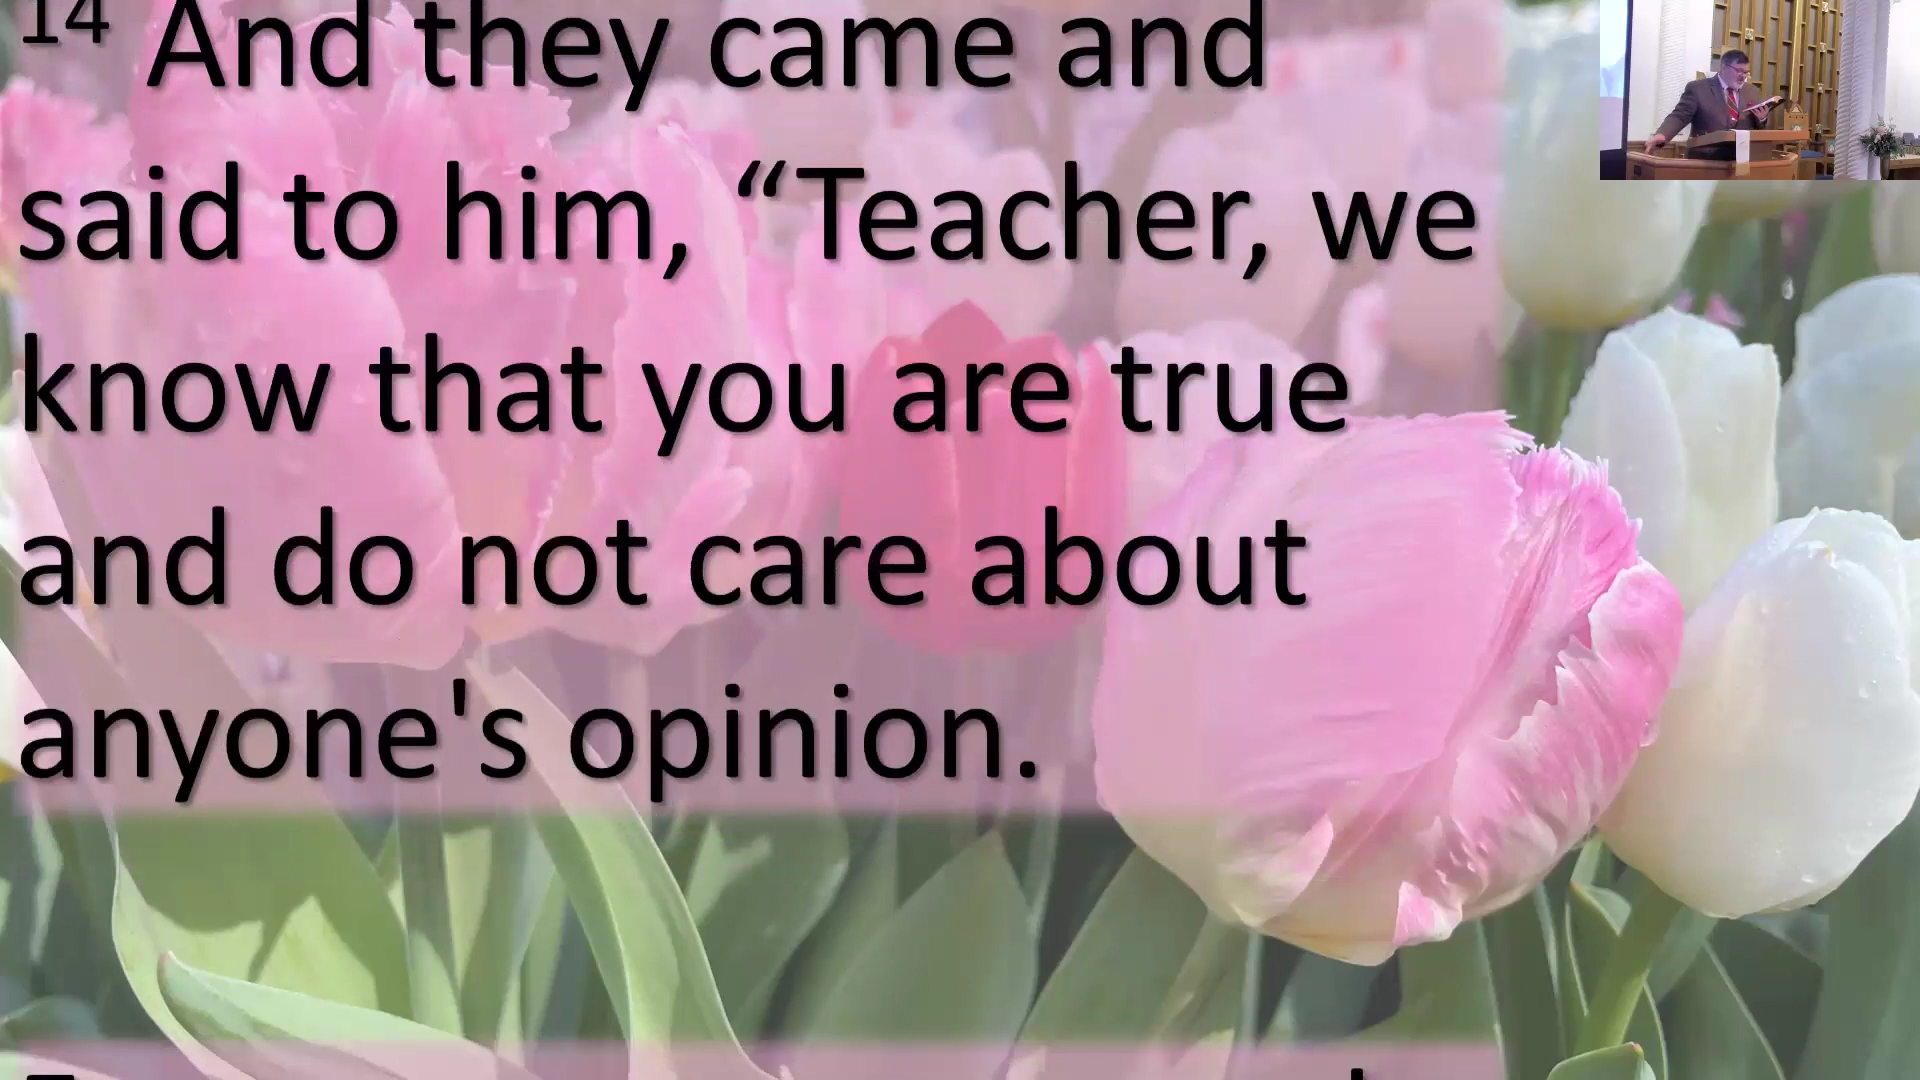 14 And they came and
said to him, “Teacher, we
know that you are true
and do not care about
anyone's opinion.